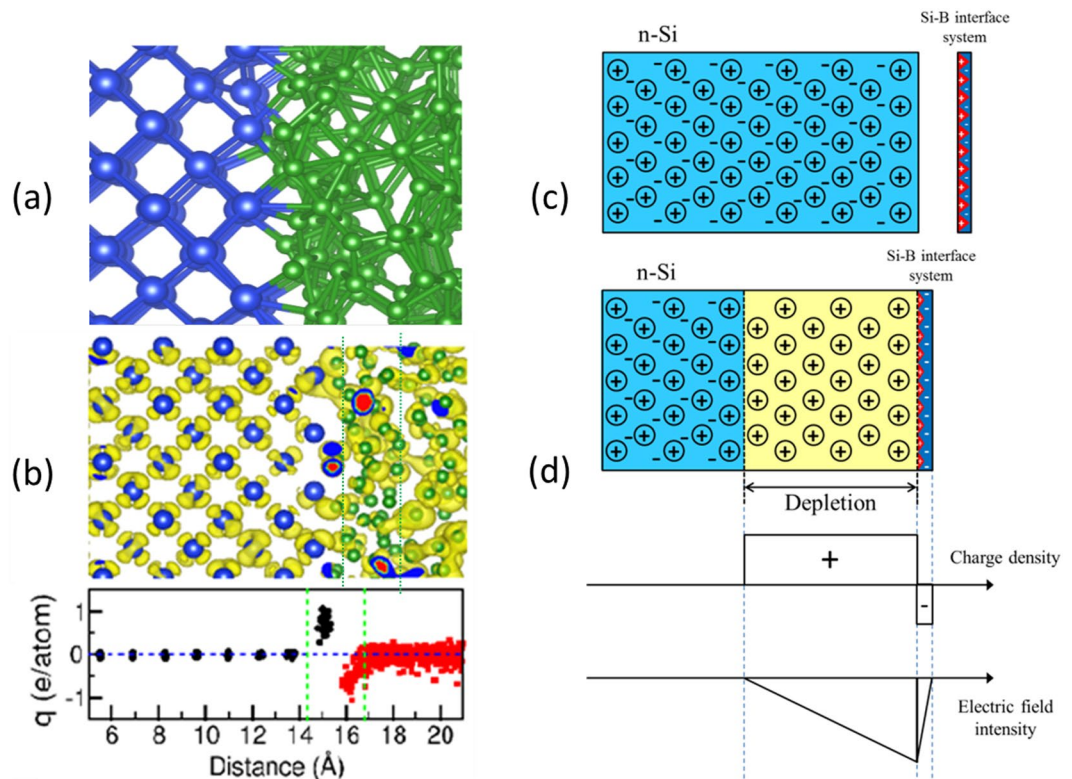 (a)
(b)
q (e/atom)
1
0
-1
6 8 10 12 14 16 18 20
Distance (Å)
(c)
n-Si
Si-B interface
system
(d)
n-Si
Si-B interface
system
Depletion
+
Charge density
-
Electric field
intensity